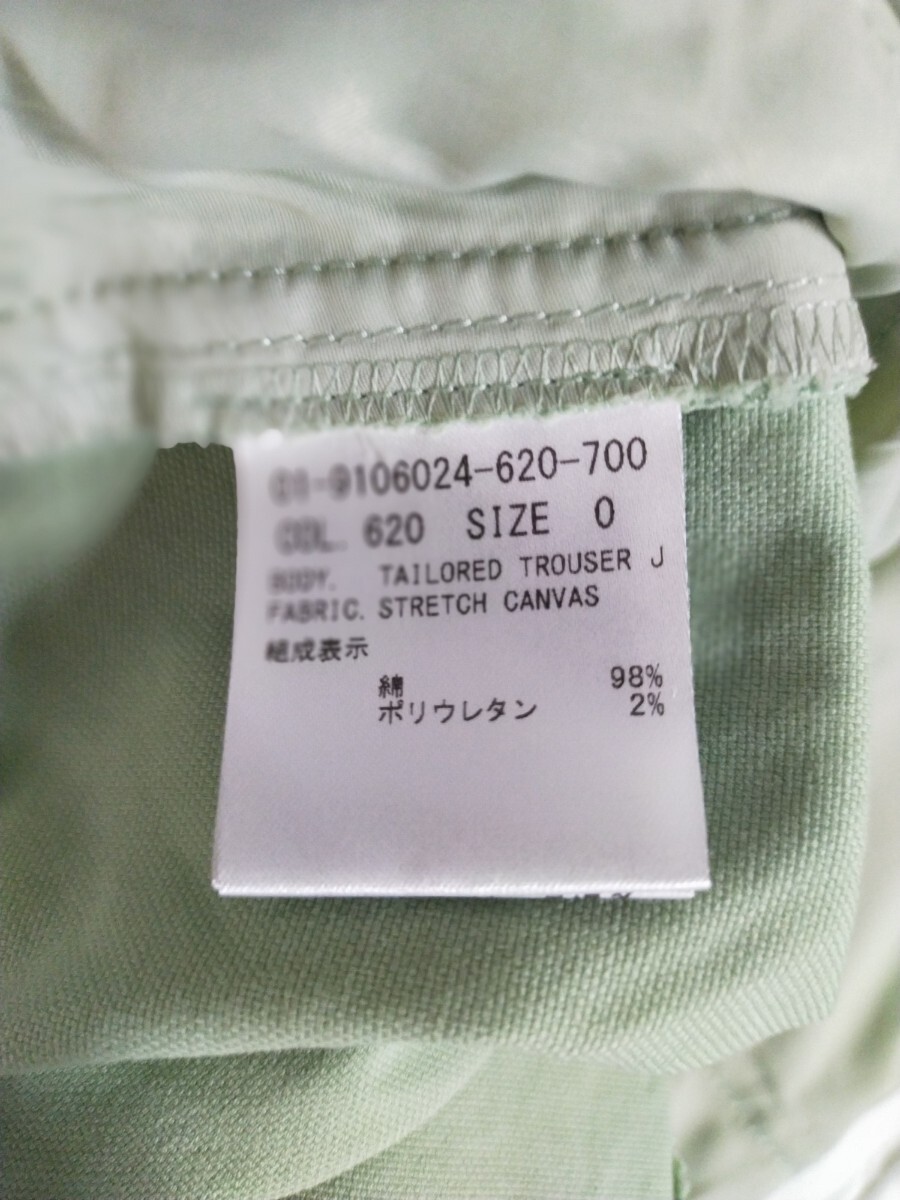 01-9106024-620-700
COL. 620 SIZE 0
BODY. TAILORED TROUSER J
FABRIC. STRETCH CANVAS
組成表示
綿 98%
ポリウレタン 2%